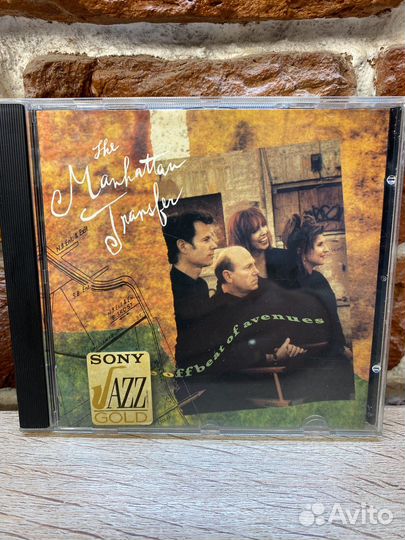 The
Manhattan
Transfer
offbeat of avenues
SONY
JAZZ
GOLD
Avito